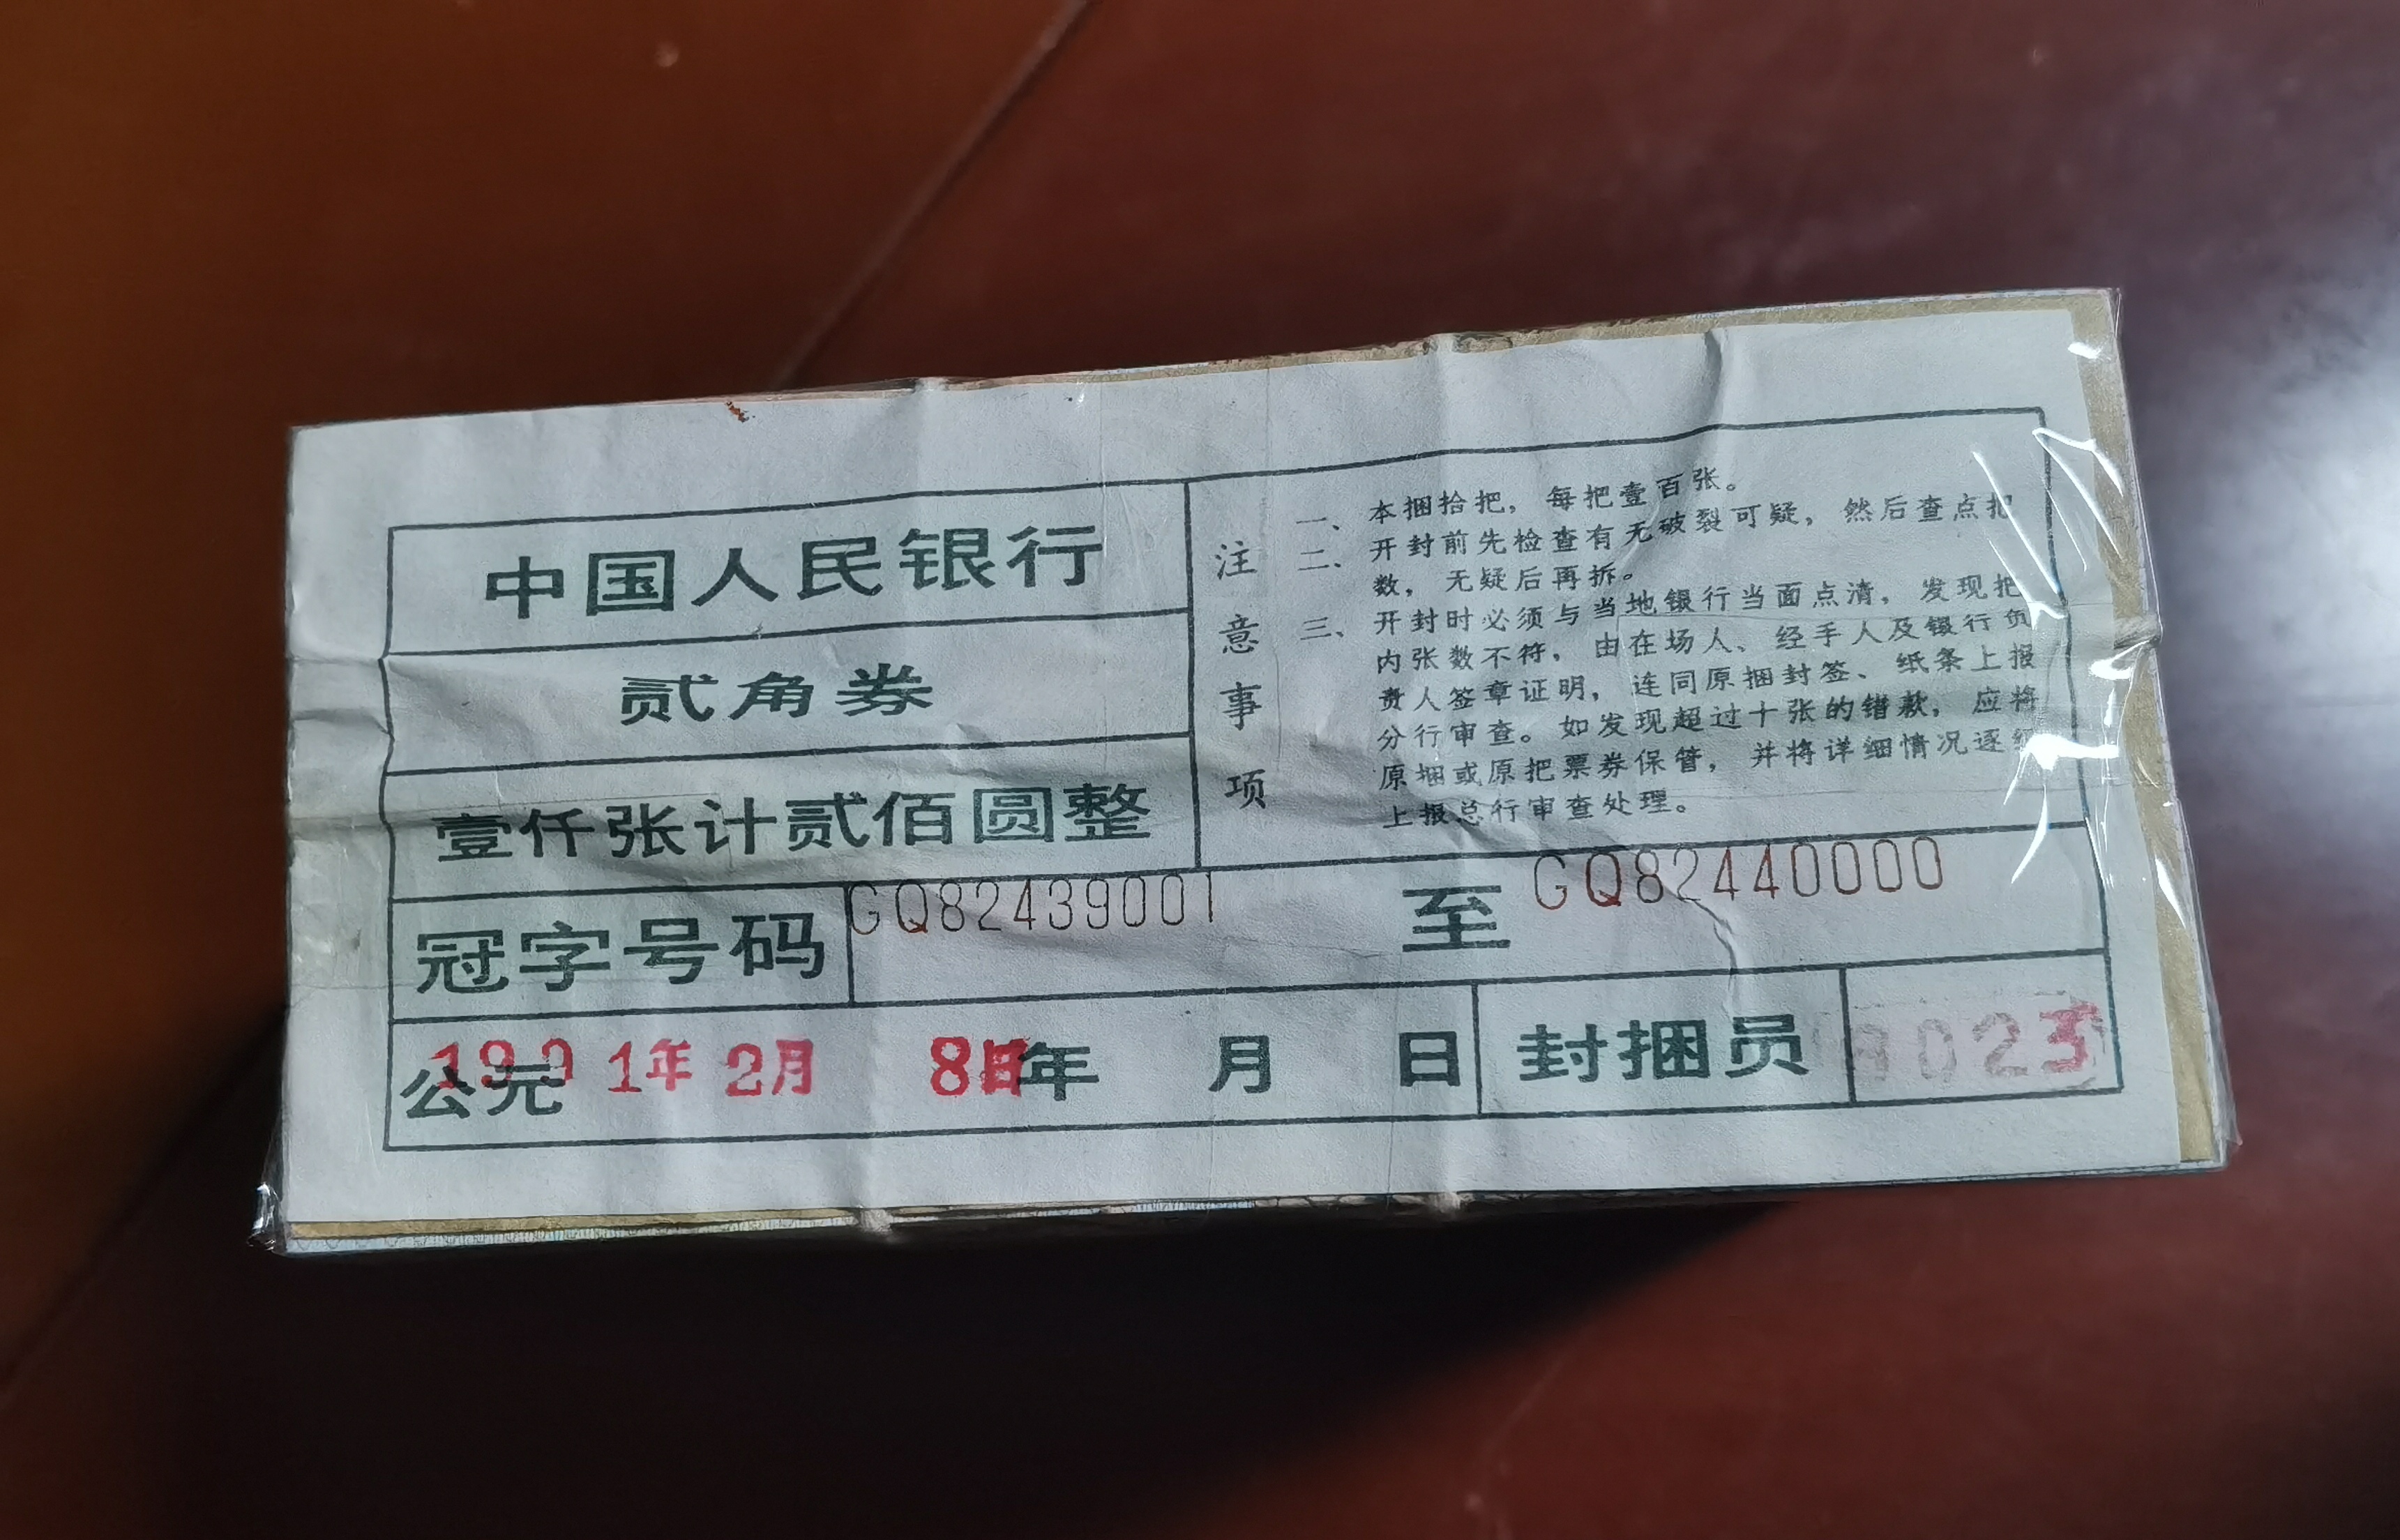 中国人民银行
贰角券
壹仟张计贰佰圆整
注意事项
一、本捆拾把，每把壹百张。
二、开封前先检查有无破裂可疑，然后查点把
数，无疑后再拆。
三、开封时必须与当地银行当面点清，发现把
内张数不符，由在场人、经手人及银行负
责人签章证明，连同原捆封签、纸条上报
分行审查。如发现超过十张的错款，应将
原捆或原把票券保管，并将详细情况逐级
上报总行审查处理。
冠字号码 GQ82439001 至 GQ82440000
公元 1991年2月 8日 年 月 日 封捆员 023